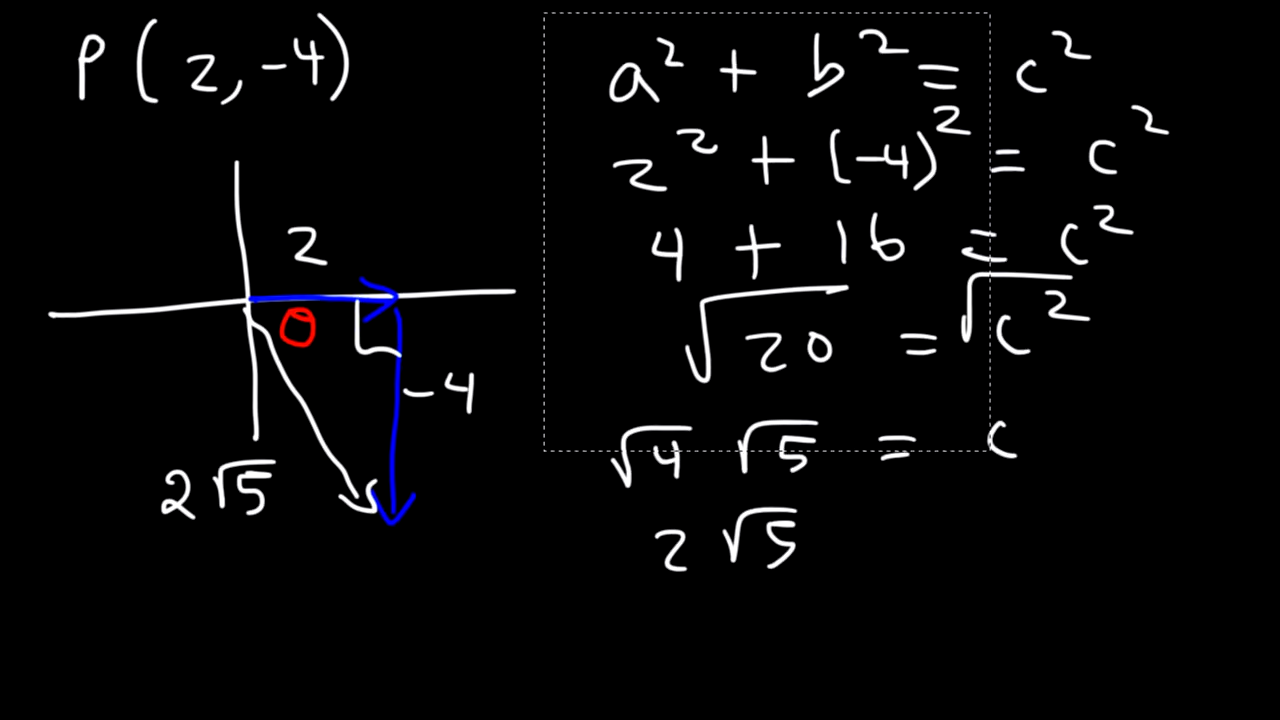 P ( 2, -4)
2
θ
-4
2 √5
a² + b² = c²
2² + (-4)² = c²
4 + 16 = c²
√20 = √c²
√4 √5 = c
2 √5